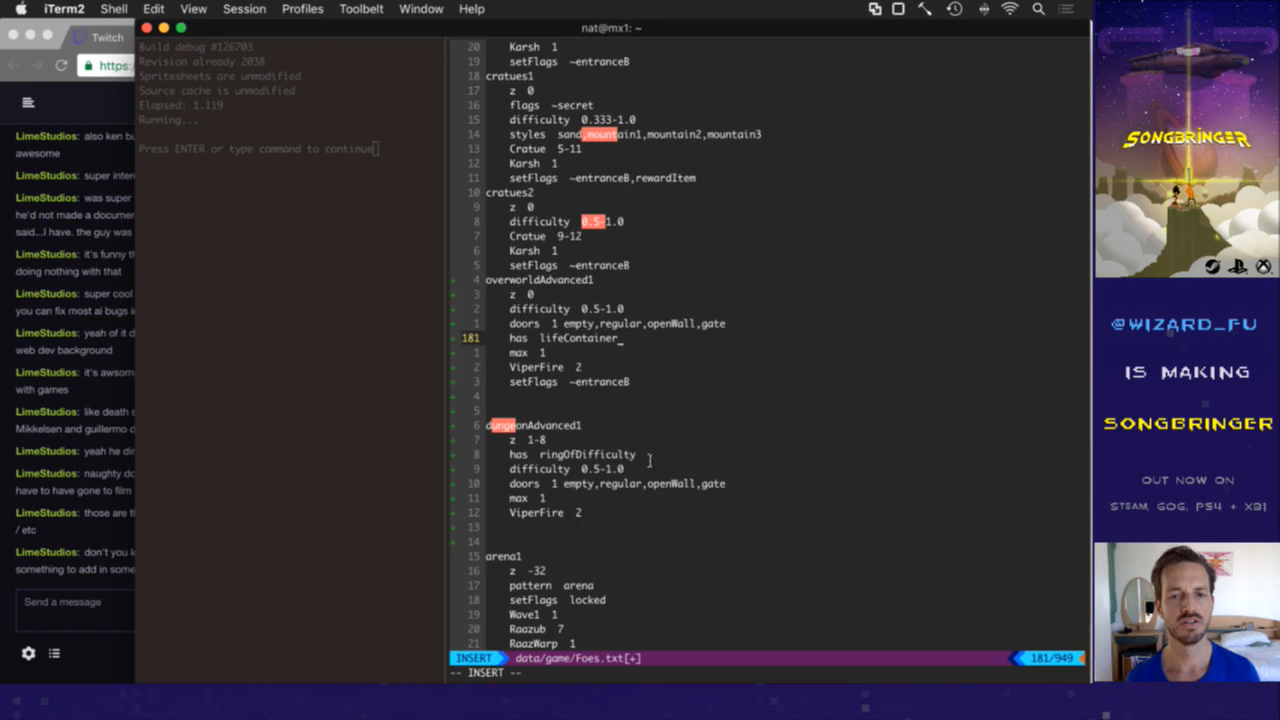 iTerm2 Shell Edit View Session Profiles Toolbelt Window Help
nat@mx1: ~
Twitch
https:
LimeStudios: also ken bu
awesome
LimeStudios: super inter
LimeStudios: was super
he'd not made a documen
said...I have. the guy was
LimeStudios: it's funny th
doing nothing with that
LimeStudios: super cool
you can fix most ai bugs i
LimeStudios: yeah of it d
web dev background
LimeStudios: it's awsom
with games
LimeStudios: like death s
Mikkelsen and guillermo d
LimeStudios: yeah he did
LimeStudios: naughty do
have to have gone to film
LimeStudios: those are th
/ etc
LimeStudios: don't you k
something to add in some
Send a message
Build debug #126703
Revision already 2038
Spritesheets are unmodified
Source cache is unmodified
Elapsed: 1.119
Running...
Press ENTER or type command to continue
20 Karsh 1
19 setFlags ~entranceB
18 cratues1
17 z 0
16 flags ~secret
15 difficulty 0.333-1.0
14 styles sand,mountain1,mountain2,mountain3
13 Cratue 5-11
12 Karsh 1
11 setFlags ~entranceB,rewardItem
10 cratues2
9 z 0
8 difficulty 0.5-1.0
7 Cratue 9-12
6 Karsh 1
5 setFlags ~entranceB
+ 4 overworldAdvanced1
+ 3 z 0
+ 2 difficulty 0.5-1.0
+ 1 doors 1 empty,regular,openWall,gate
181 has lifeContainer_
+ 1 max 1
+ 2 ViperFire 2
+ 3 setFlags ~entranceB
+ 4
+ 5
+ 6 dungeonAdvanced1
+ 7 z 1-8
+ 8 has ringOfDifficulty
+ 9 difficulty 0.5-1.0
+ 10 doors 1 empty,regular,openWall,gate
+ 11 max 1
+ 12 ViperFire 2
+ 13
+ 14
15 arena1
16 z -32
17 pattern arena
18 setFlags locked
19 Wave1 1
20 Raazub 7
21 RaazWarp 1
INSERT data/game/Foes.txt[+] 181/949
-- INSERT --
SONGBRINGER
@WIZARD_FU
IS MAKING
SONGBRINGER
OUT NOW ON
STEAM, GOG, PS4 + XB1